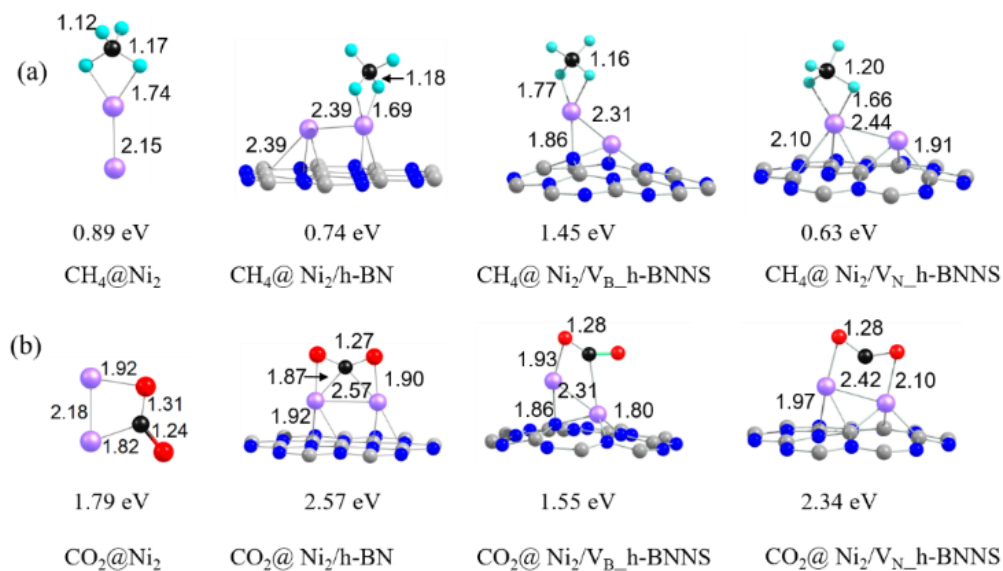 (a)
1.12
1.17
1.74
2.15
2.39
2.39
1.18
1.69
1.77
1.16
2.31
1.86
1.20
1.66
2.44
2.10
1.91
0.89 eV
0.74 eV
1.45 eV
0.63 eV
CH₄@Ni₂
CH₄@ Ni₂/h-BN
CH₄@ Ni₂/V_B_h-BNNS
CH₄@ Ni₂/V_N_h-BNNS
(b)
1.92
2.18
1.31
1.24
1.82
1.27
1.87
2.57
1.90
1.92
1.28
1.93
2.31
1.86
1.80
1.28
2.42
2.10
1.97
1.79 eV
2.57 eV
1.55 eV
2.34 eV
CO₂@Ni₂
CO₂@ Ni₂/h-BN
CO₂@ Ni₂/V_B_h-BNNS
CO₂@ Ni₂/V_N_h-BNNS